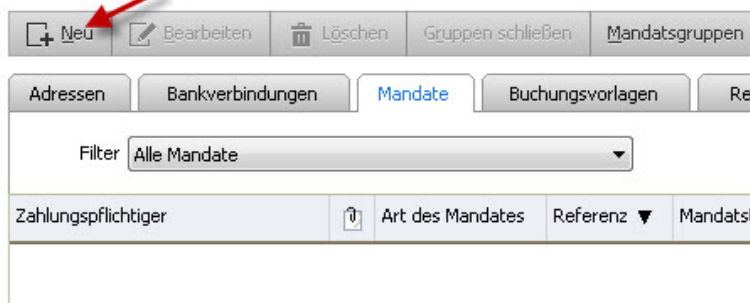 Neu Bearbeiten Löschen Gruppen schließen Mandatsgruppen
Adressen Bankverbindungen Mandate Buchungsvorlagen
Filter Alle Mandate
Zahlungspflichtiger Art des Mandates Referenz